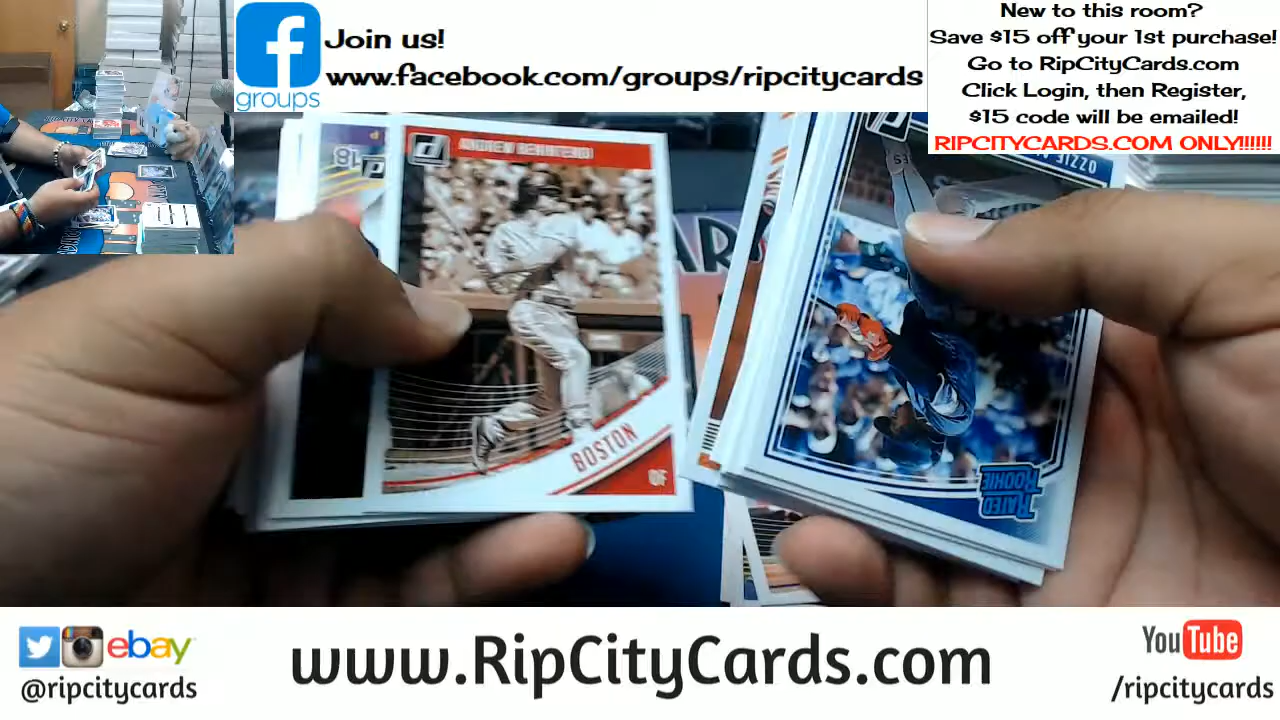 groups
Join us!
www.facebook.com/groups/ripcitycards
New to this room?
Save $15 off your 1st purchase!
Go to RipCityCards.com
Click Login, then Register,
$15 code will be emailed!
RIPCITYCARDS.COM ONLY!!!!!!
18
BOSTON
OF
OZZIE
RATED
ROOKIE
ebay
@ripcitycards
www.RipCityCards.com
YouTube
/ripcitycards